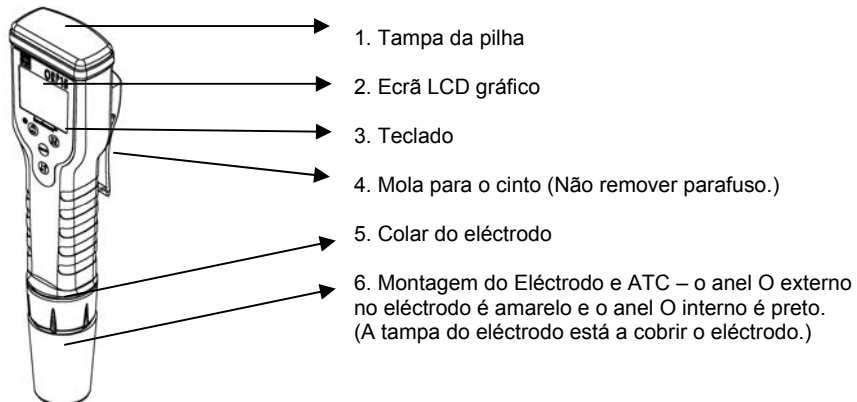 ORP15
1. Tampa da pilha
2. Ecrã LCD gráfico
3. Teclado
4. Mola para o cinto (Não remover parafuso.)
5. Colar do eléctrodo
6. Montagem do Eléctrodo e ATC – o anel O externo
no eléctrodo é amarelo e o anel O interno é preto.
(A tampa do eléctrodo está a cobrir o eléctrodo.)